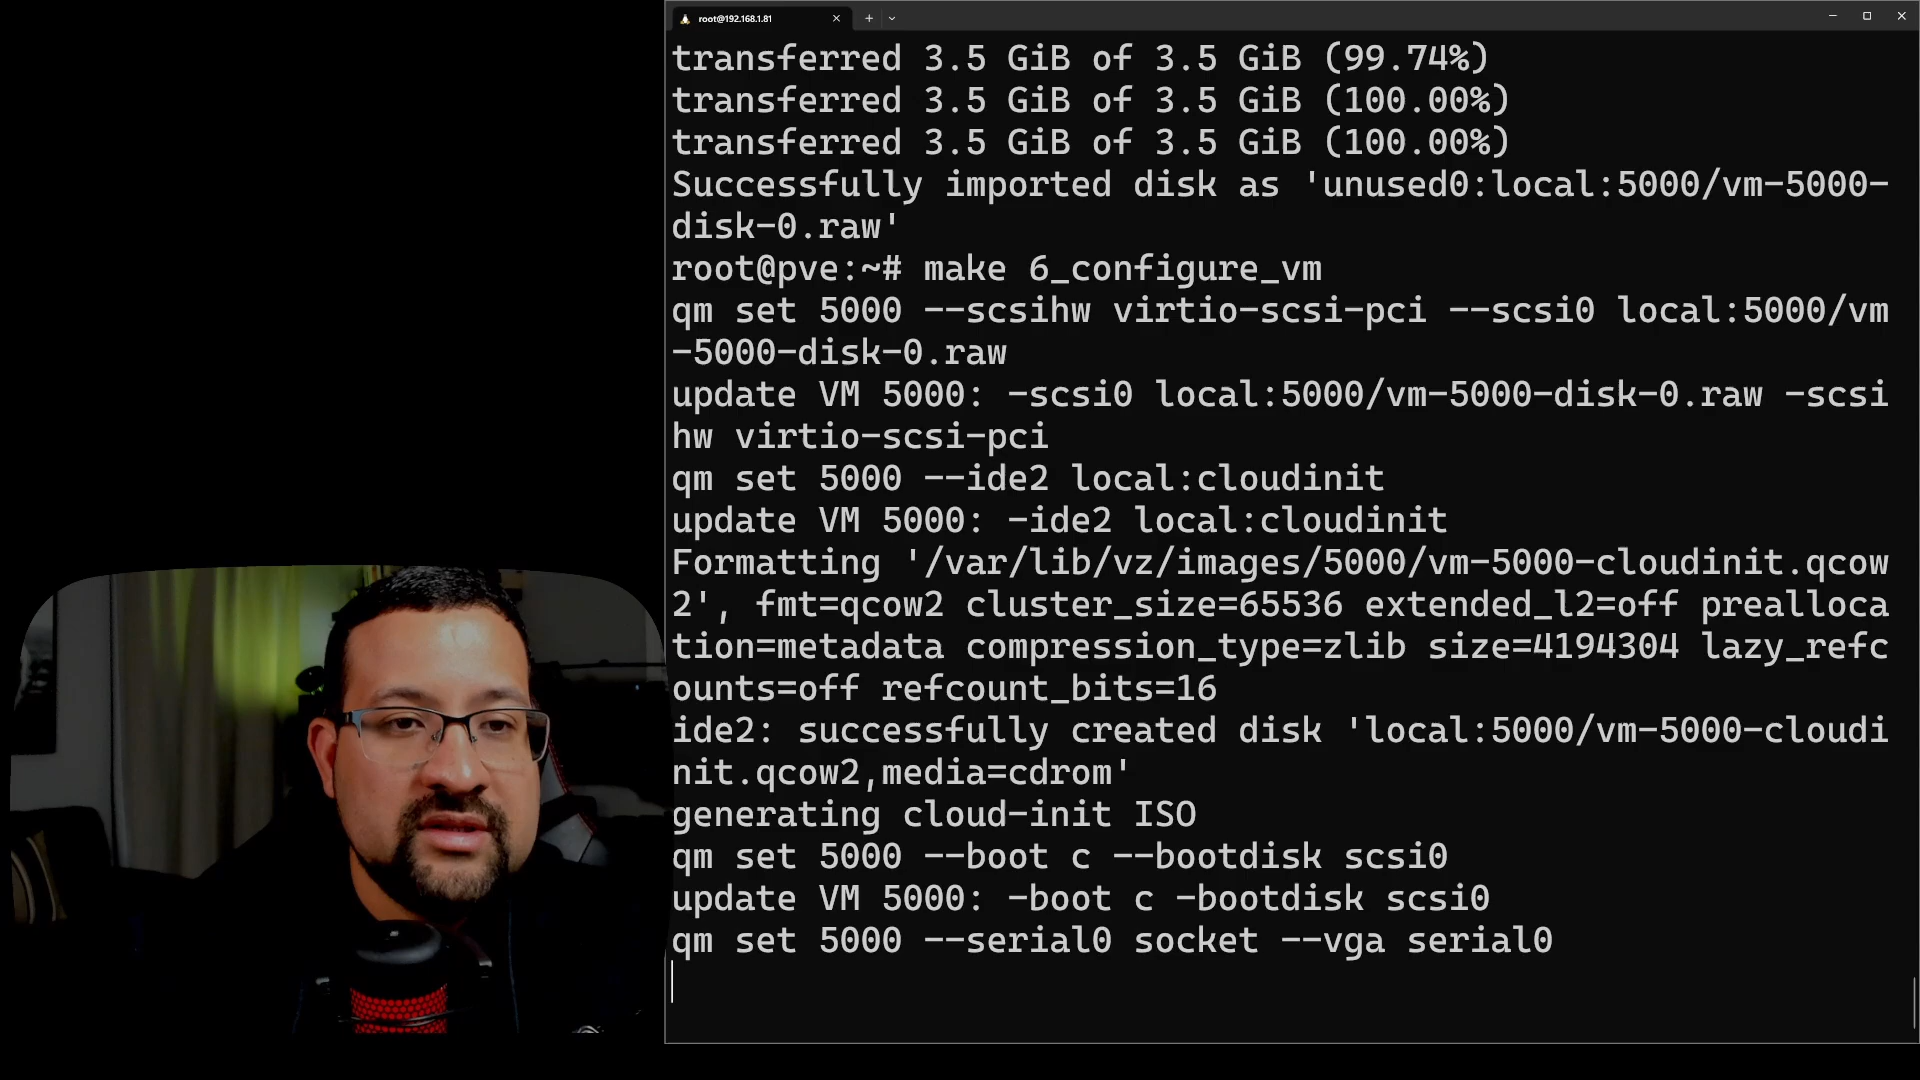 root@192.168.1.81
transferred 3.5 GiB of 3.5 GiB (99.74%)
transferred 3.5 GiB of 3.5 GiB (100.00%)
transferred 3.5 GiB of 3.5 GiB (100.00%)
Successfully imported disk as 'unused0:local:5000/vm-5000-
disk-0.raw'
root@pve:~# make 6_configure_vm
qm set 5000 --scsihw virtio-scsi-pci --scsi0 local:5000/vm
-5000-disk-0.raw
update VM 5000: -scsi0 local:5000/vm-5000-disk-0.raw -scsi
hw virtio-scsi-pci
qm set 5000 --ide2 local:cloudinit
update VM 5000: -ide2 local:cloudinit
Formatting '/var/lib/vz/images/5000/vm-5000-cloudinit.qcow
2', fmt=qcow2 cluster_size=65536 extended_l2=off prealloca
tion=metadata compression_type=zlib size=4194304 lazy_refc
ounts=off refcount_bits=16
ide2: successfully created disk 'local:5000/vm-5000-cloudi
nit.qcow2,media=cdrom'
generating cloud-init ISO
qm set 5000 --boot c --bootdisk scsi0
update VM 5000: -boot c -bootdisk scsi0
qm set 5000 --serial0 socket --vga serial0